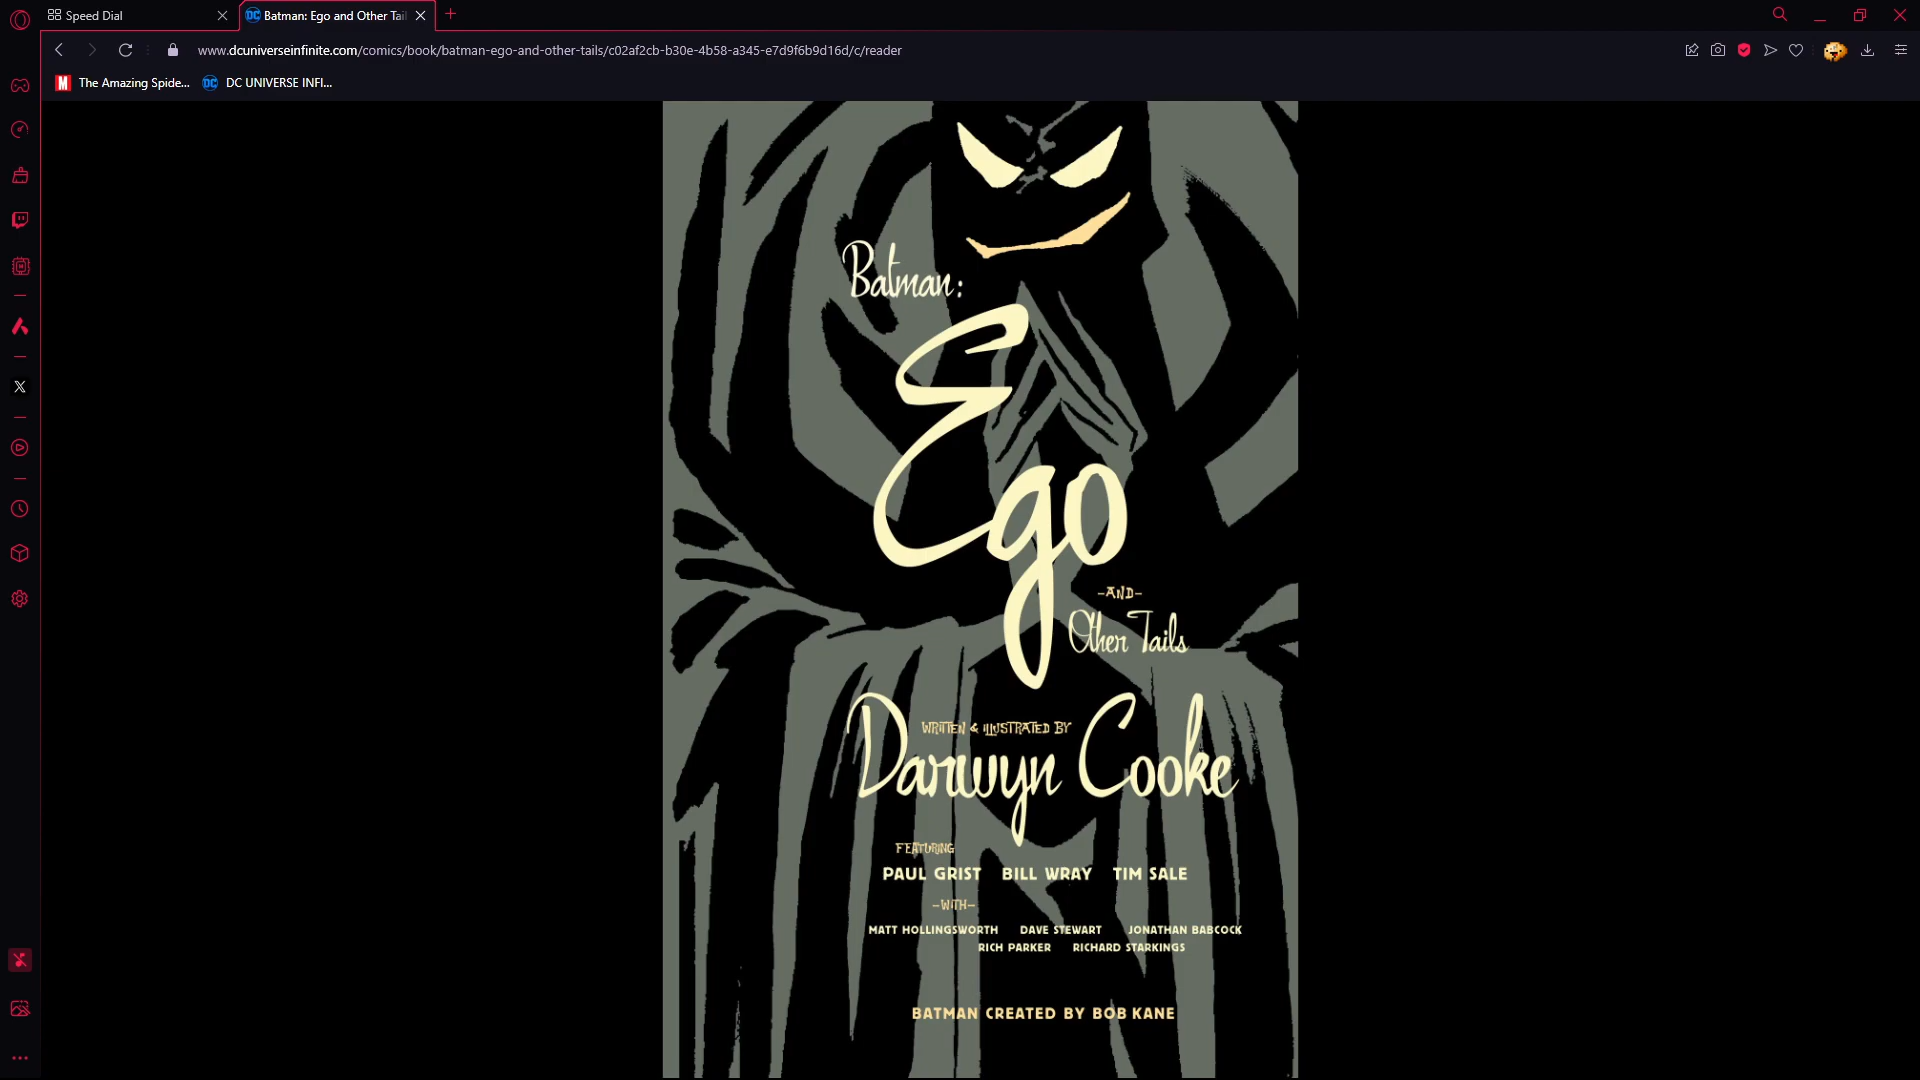 Speed Dial
DC Batman: Ego and Other Tail
www.dcuniverseinfinite.com/comics/book/batman-ego-and-other-tails/c02af2cb-b30e-4b58-a345-e7d9f6b9d16d/c/reader
M The Amazing Spide... DC DC UNIVERSE INFI...
Batman:
Ego
-AND-
Other Tails
WRITTEN & ILLUSTRATED BY
Darwyn Cooke
FEATURING
PAUL GRIST BILL WRAY TIM SALE
-WITH-
MATT HOLLINGSWORTH DAVE STEWART JONATHAN BABCOCK
RICH PARKER RICHARD STARKINGS
BATMAN CREATED BY BOB KANE